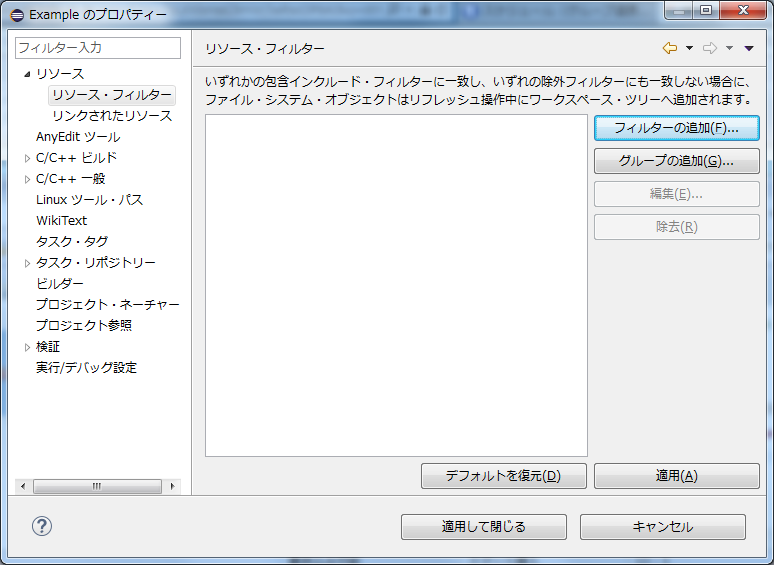 Example のプロパティー
フィルター入力
リソース
リソース・フィルター
リンクされたリソース
AnyEdit ツール
C/C++ ビルド
C/C++ 一般
Linux ツール・パス
WikiText
タスク・タグ
タスク・リポジトリー
ビルダー
プロジェクト・ネーチャー
プロジェクト参照
検証
実行/デバッグ設定
リソース・フィルター
いずれかの包含インクルード・フィルターに一致し、いずれの除外フィルターにも一致しない場合に、
ファイル・システム・オブジェクトはリフレッシュ操作中にワークスペース・ツリーへ追加されます。
フィルターの追加(F)...
グループの追加(G)...
編集(E)...
除去(R)
デフォルトを復元(D)
適用(A)
適用して閉じる
キャンセル